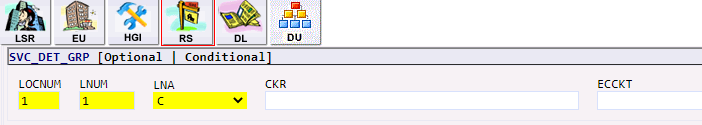 LSR EU HGI RS DL DU
SVC_DET_GRP [Optional | Conditional]
LOCNUM LNUM LNA CKR ECCKT
1 1 C